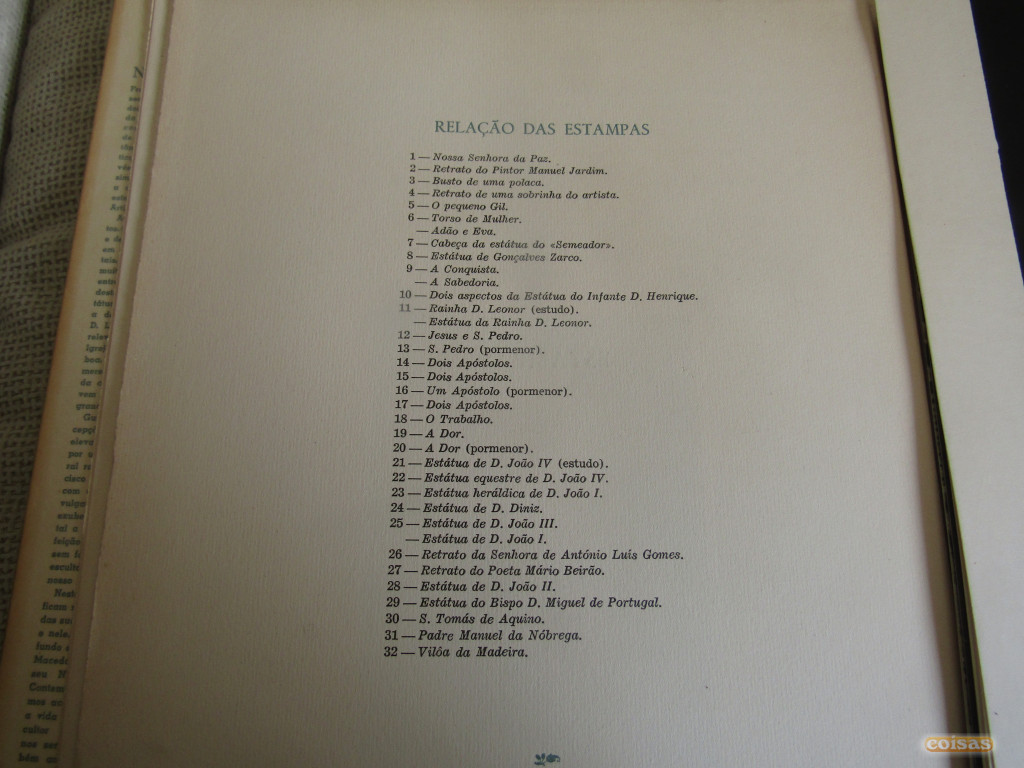 RELAÇÃO DAS ESTAMPAS
1 — Nossa Senhora da Paz.
2 — Retrato do Pintor Manuel Jardim.
3 — Busto de uma polaca.
4 — Retrato de uma sobrinha do artista.
5 — O pequeno Gil.
6 — Torso de Mulher.
— Adão e Eva.
7 — Cabeça da estátua do «Semeador».
8 — Estátua de Gonçalves Zarco.
9 — A Conquista.
— A Sabedoria.
10 — Dois aspectos da Estátua do Infante D. Henrique.
11 — Rainha D. Leonor (estudo).
— Estátua da Rainha D. Leonor.
12 — Jesus e S. Pedro.
13 — S. Pedro (pormenor).
14 — Dois Apóstolos.
15 — Dois Apóstolos.
16 — Um Apóstolo (pormenor).
17 — Dois Apóstolos.
18 — O Trabalho.
19 — A Dor.
20 — A Dor (pormenor).
21 — Estátua de D. João IV (estudo).
22 — Estátua equestre de D. João IV.
23 — Estátua heráldica de D. João I.
24 — Estátua de D. Diniz.
25 — Estátua de D. João III.
— Estátua de D. João I.
26 — Retrato da Senhora de António Luís Gomes.
27 — Retrato do Poeta Mário Beirão.
28 — Estátua de D. João II.
29 — Estátua do Bispo D. Miguel de Portugal.
30 — S. Tomás de Aquino.
31 — Padre Manuel da Nóbrega.
32 — Vilôa da Madeira.
coisas